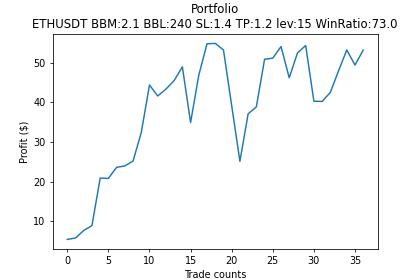 Portfolio
ETHUSDT BBM:2.1 BBL:240 SL:1.4 TP:1.2 lev:15 WinRatio:73.0
Profit ($)
50
40
30
20
10
0 5 10 15 20 25 30 35
Trade counts